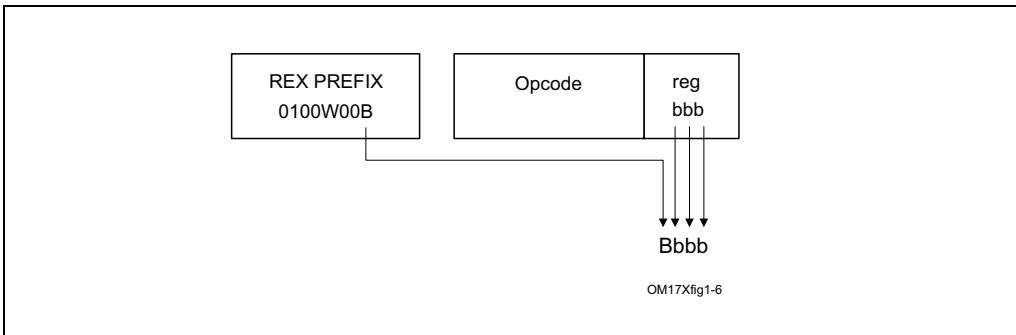 REX PREFIX
0100W00B
Opcode
reg
bbb
Bbbb
OM17Xfig1-6